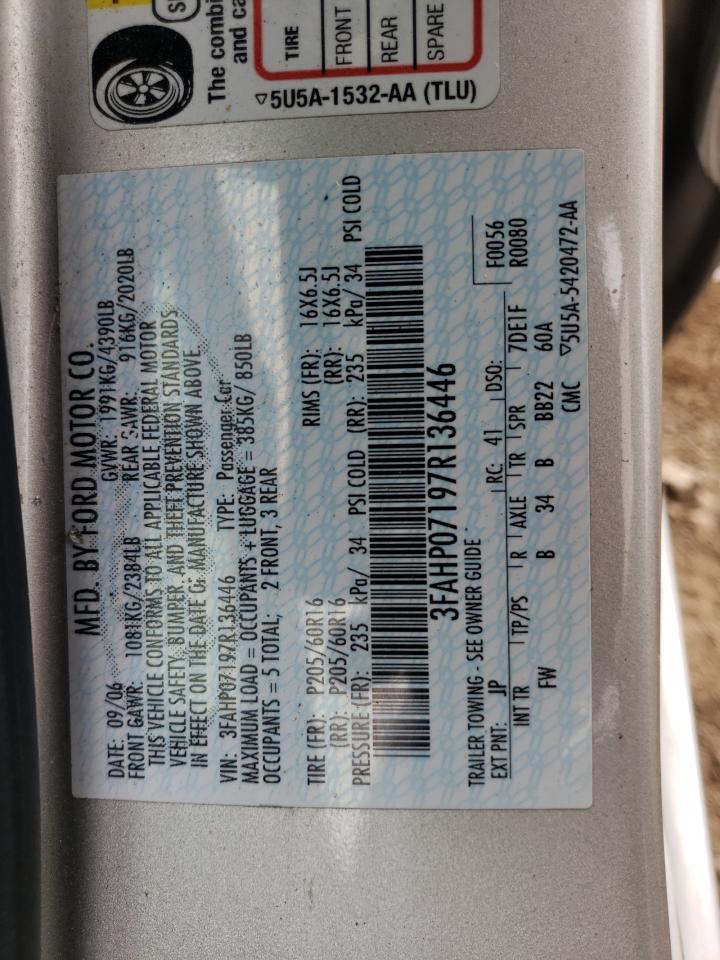 The combi
and ca
TIRE
FRONT
REAR
SPARE
5U5A-1532-AA (TLU)
MFD. BY FORD MOTOR CO.
DATE: 09/06 GVWR: 1991KG/4390LB
FRONT GAWR: 1081KG/2384LB REAR GAWR: 916KG/2020LB
THIS VEHICLE CONFORMS TO ALL APPLICABLE FEDERAL MOTOR
VEHICLE SAFETY, BUMPER, AND THEFT PREVENTION STANDARDS
IN EFFECT ON THE DATE OF MANUFACTURE SHOWN ABOVE.
VIN: 3FAHP07197R136446 TYPE: Passenger Car
MAXIMUM LOAD = OCCUPANTS + LUGGAGE = 385KG/ 850LB
OCCUPANTS = 5 TOTAL; 2 FRONT, 3 REAR
TIRE (FR): P205/60R16 RIMS (FR): 16X6.5J
(RR): P205/60R16 (RR): 16X6.5J
PRESSURE (FR): 235 kPa/ 34 PSI COLD (RR): 235 kPa/ 34 PSI COLD
3FAHP07197R136446
TRAILER TOWING - SEE OWNER GUIDE F0056
EXT PNT: JP RC: 41 DSO: R0080
INT TR TP/PS R AXLE TR SPR 7DE1F
FW B 34 B BB22 60A
CMC 5U5A-5420472-AA